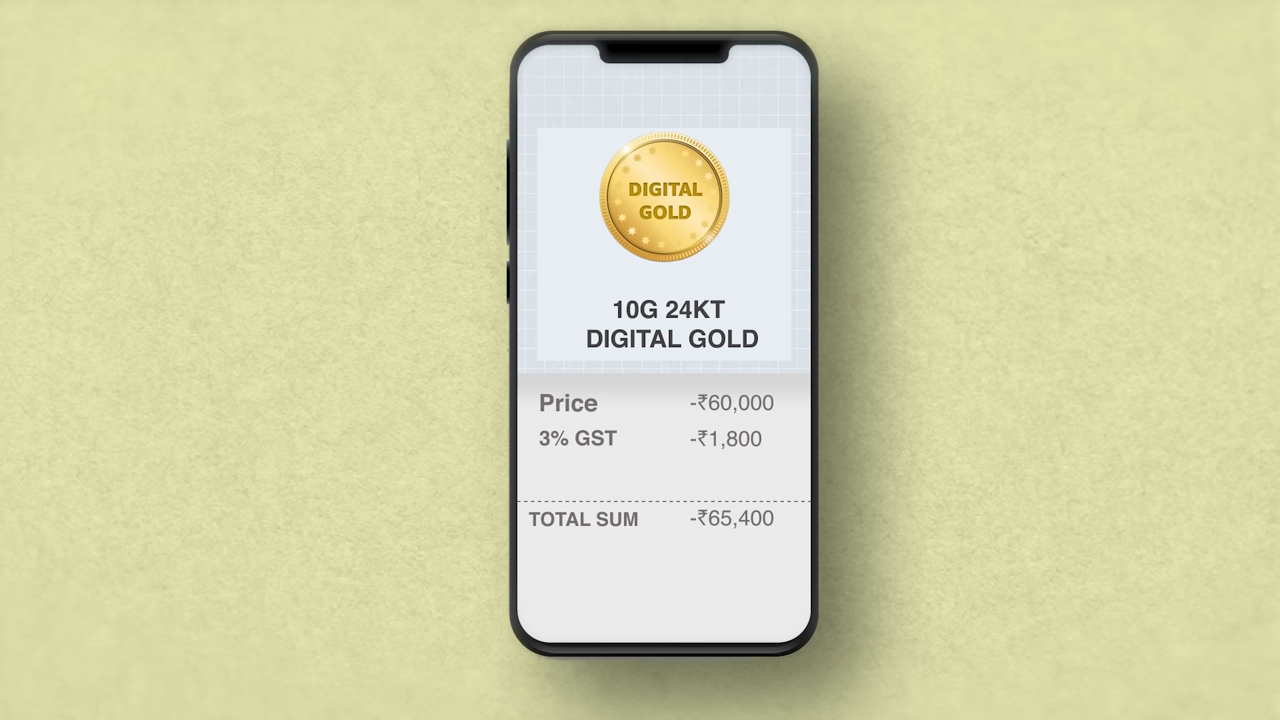 DIGITAL
GOLD
10G 24KT
DIGITAL GOLD
Price -₹60,000
3% GST -₹1,800
TOTAL SUM -₹65,400